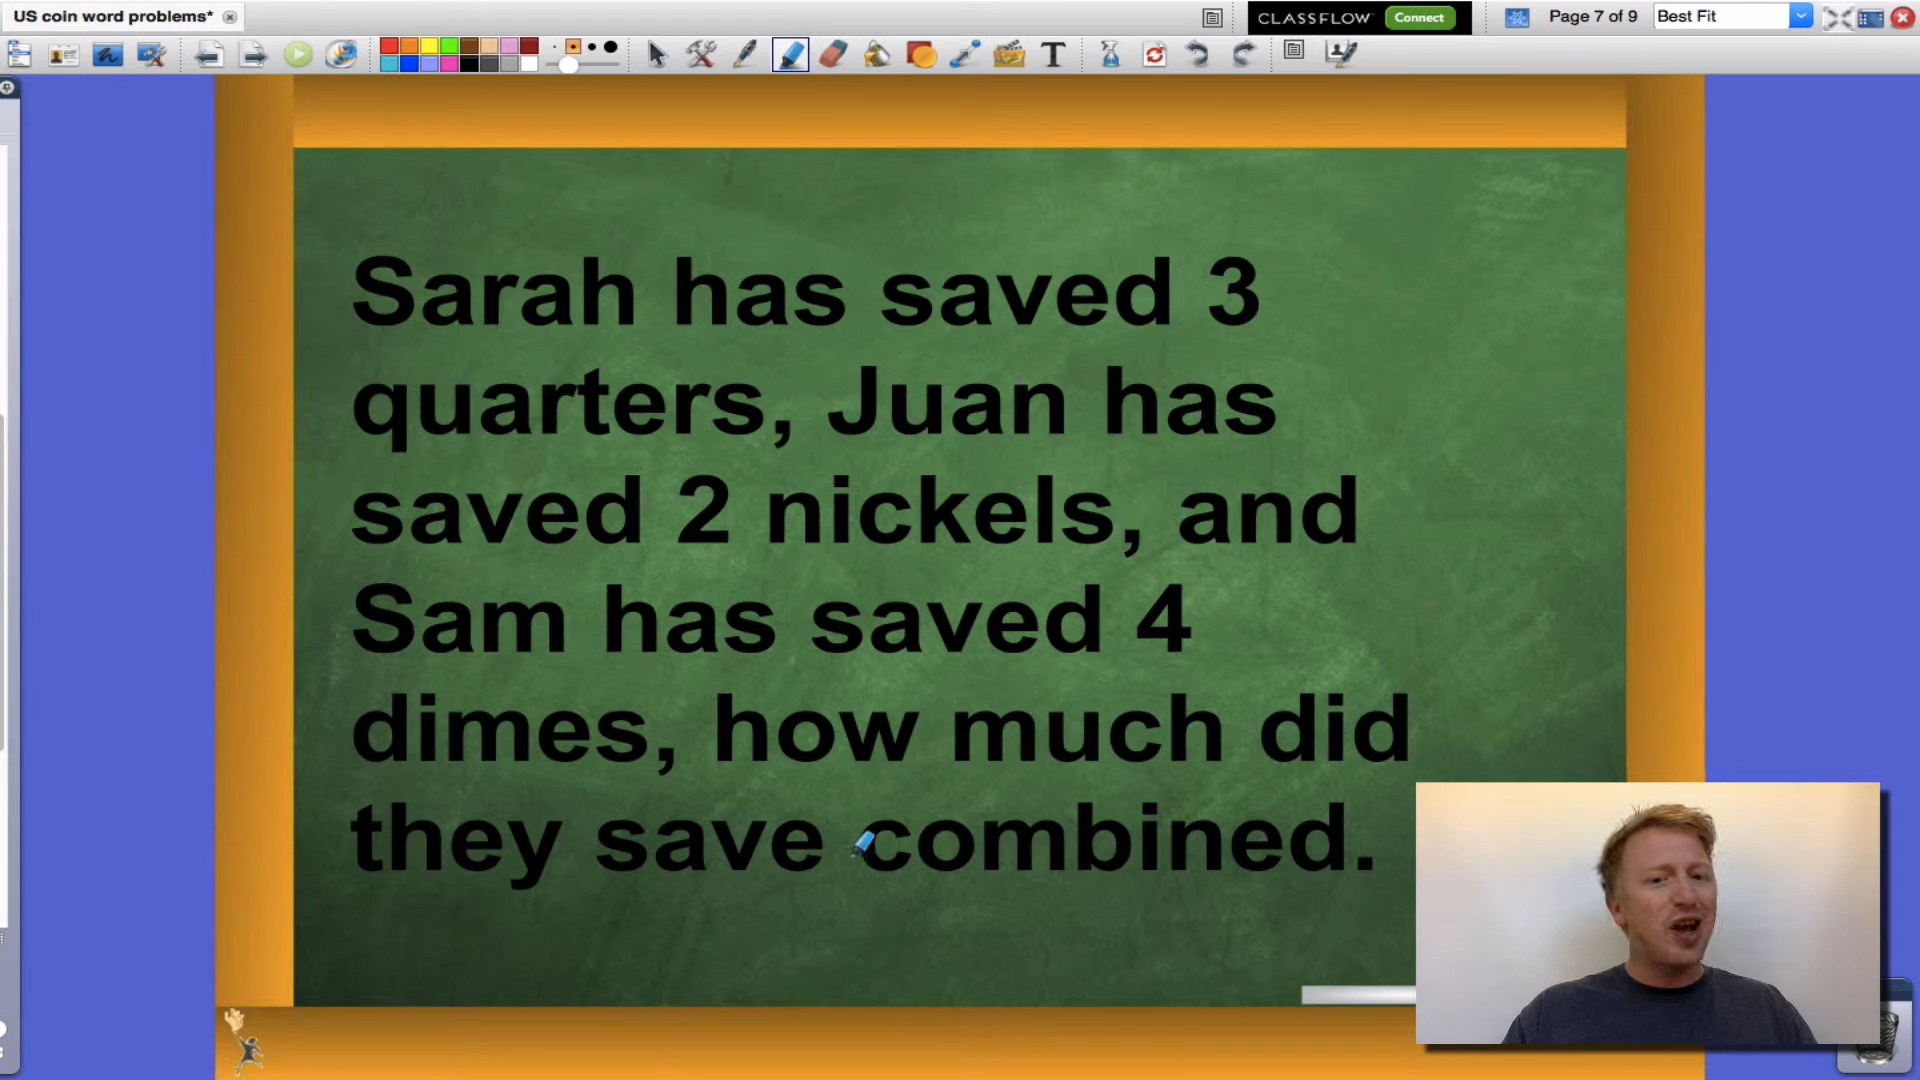 US coin word problems*
CLASSFLOW Connect
Page 7 of 9
Best Fit
T
Sarah has saved 3
quarters, Juan has
saved 2 nickels, and
Sam has saved 4
dimes, how much did
they save combined.